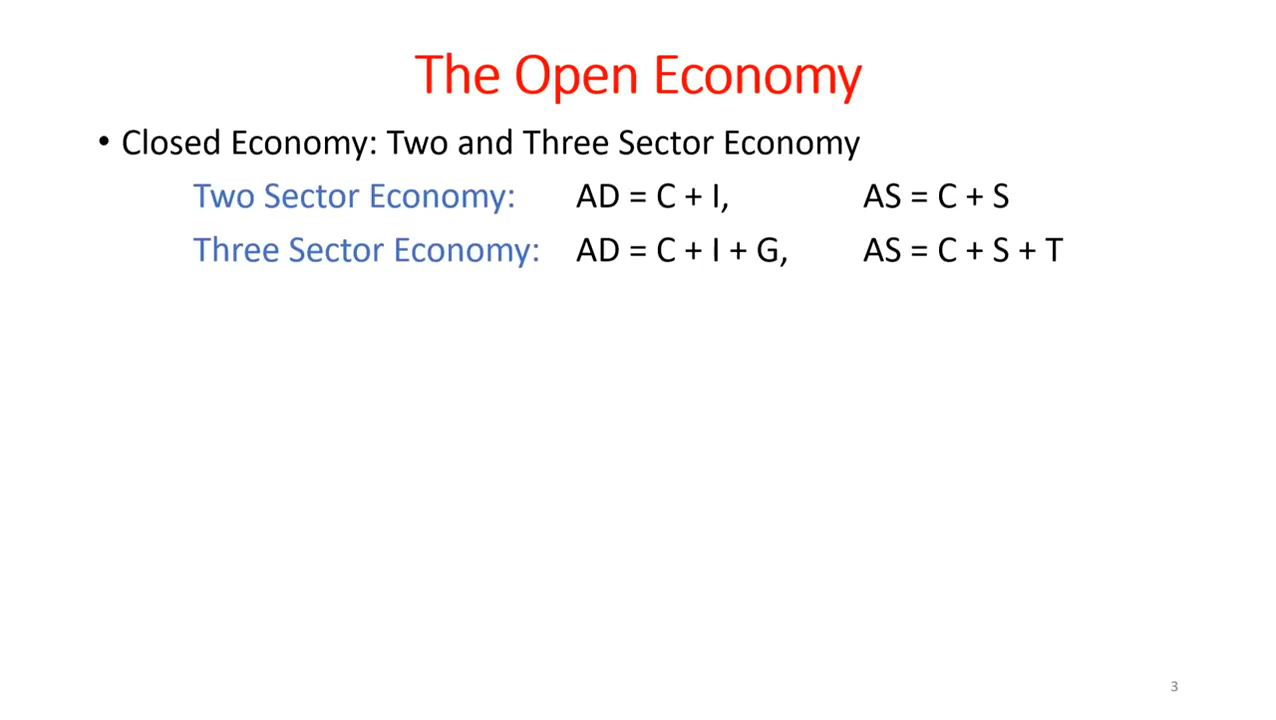 The Open Economy
• Closed Economy: Two and Three Sector Economy
Two Sector Economy: AD = C + I, AS = C + S
Three Sector Economy: AD = C + I + G, AS = C + S + T
3